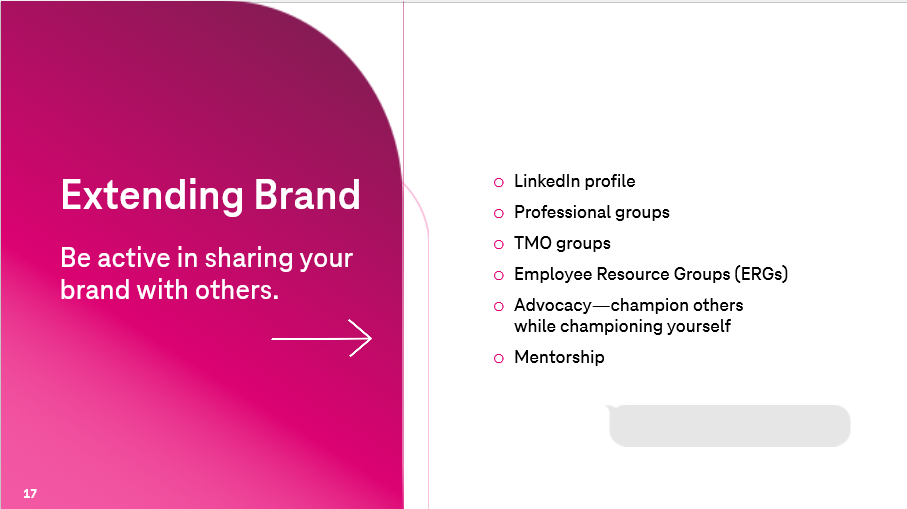 Extending Brand
Be active in sharing your
brand with others.
LinkedIn profile
Professional groups
TMO groups
Employee Resource Groups (ERGs)
Advocacy—champion others
while championing yourself
Mentorship
17